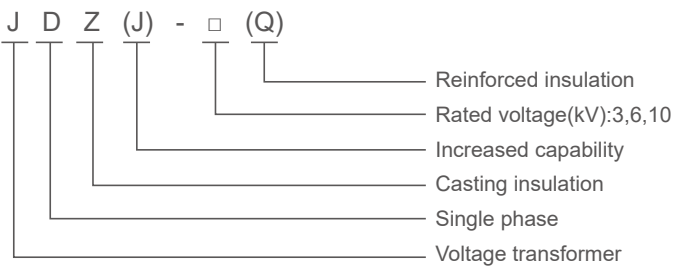 J D Z (J) - □ (Q)
Reinforced insulation
Rated voltage(kV):3,6,10
Increased capability
Casting insulation
Single phase
Voltage transformer